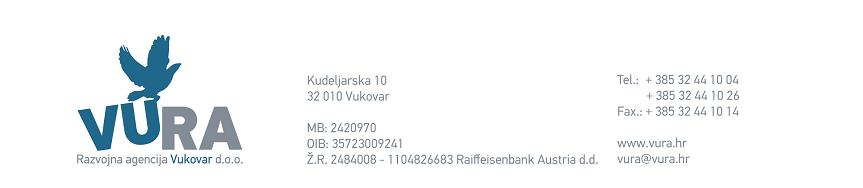 VURA
Razvojna agencija Vukovar d.o.o.
Kudeljarska 10
32 010 Vukovar
MB: 2420970
OIB: 35723009241
Ž.R. 2484008 - 1104826683 Raiffeisenbank Austria d.d.
Tel.: + 385 32 44 10 04
+ 385 32 44 10 26
Fax.: + 385 32 44 10 14
www.vura.hr
vura@vura.hr